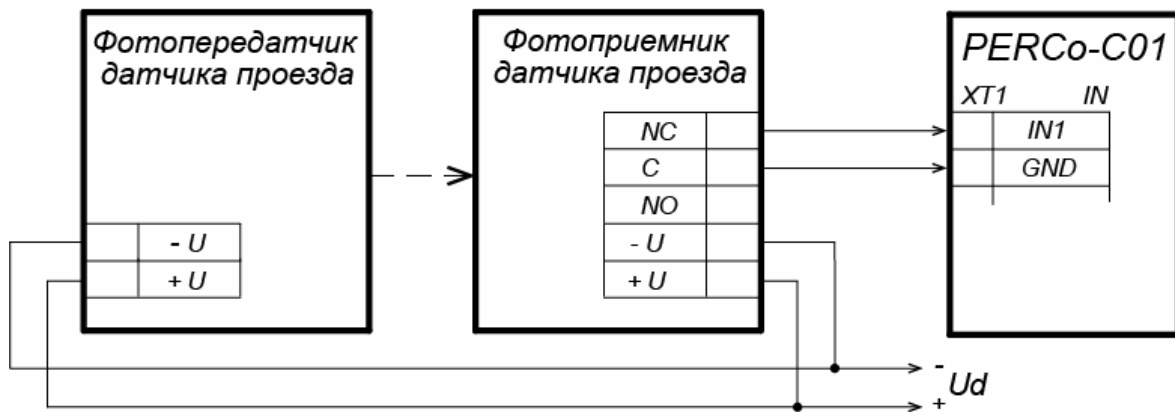 Фотопередатчик
датчика проезда
- U
+ U
Фотоприемник
датчика проезда
NC
C
NO
- U
+ U
PERCo-C01
XT1 IN
IN1
GND
-
Ud
+